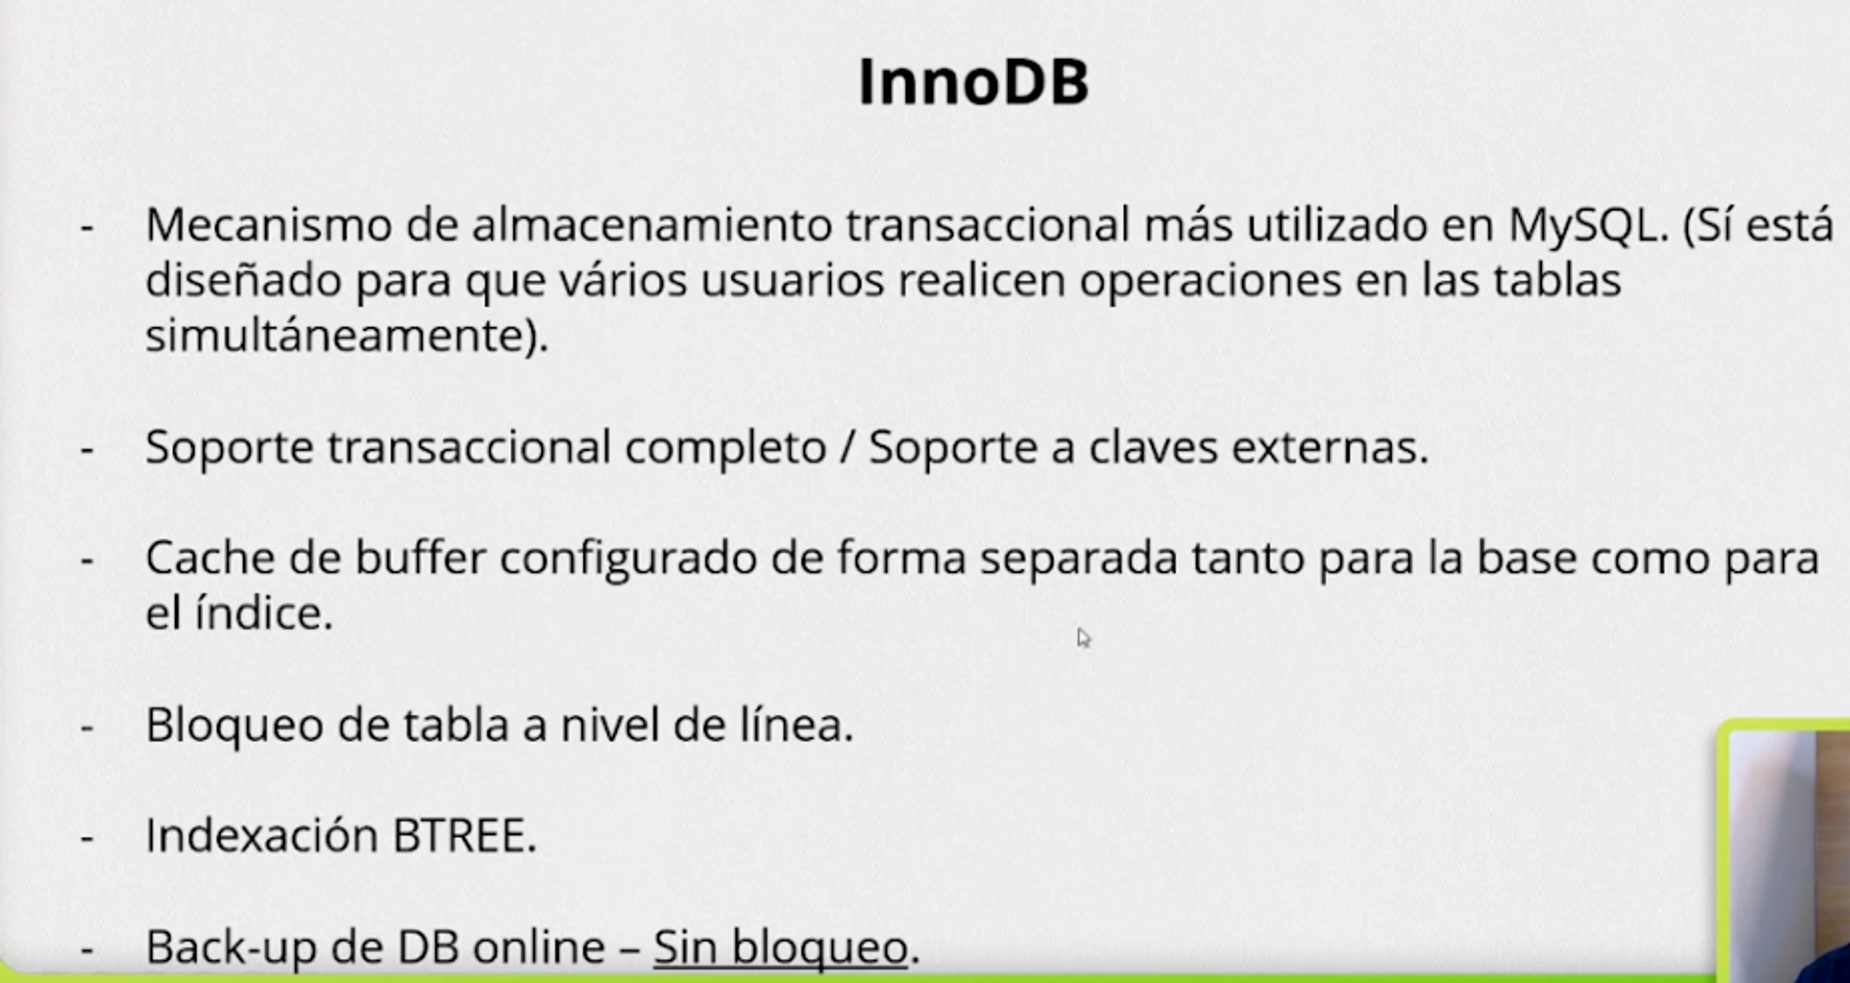 InnoDB
- Mecanismo de almacenamiento transaccional más utilizado en MySQL. (Sí está
diseñado para que vários usuarios realicen operaciones en las tablas
simultáneamente).
- Soporte transaccional completo / Soporte a claves externas.
- Cache de buffer configurado de forma separada tanto para la base como para
el índice.
- Bloqueo de tabla a nivel de línea.
- Indexación BTREE.
- Back-up de DB online – Sin bloqueo.